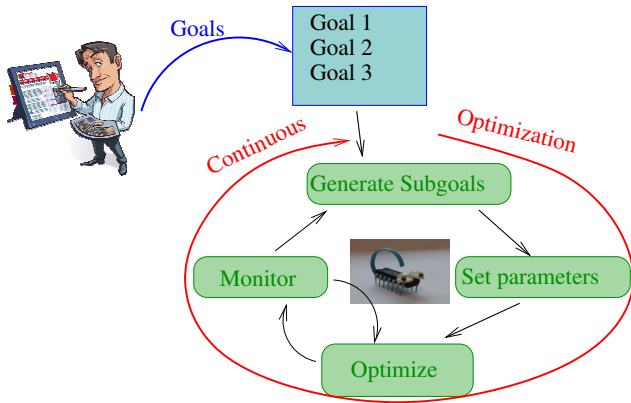 Goals
Goal 1
Goal 2
Goal 3
Continuous
Optimization
Generate Subgoals
Monitor
Set parameters
Optimize